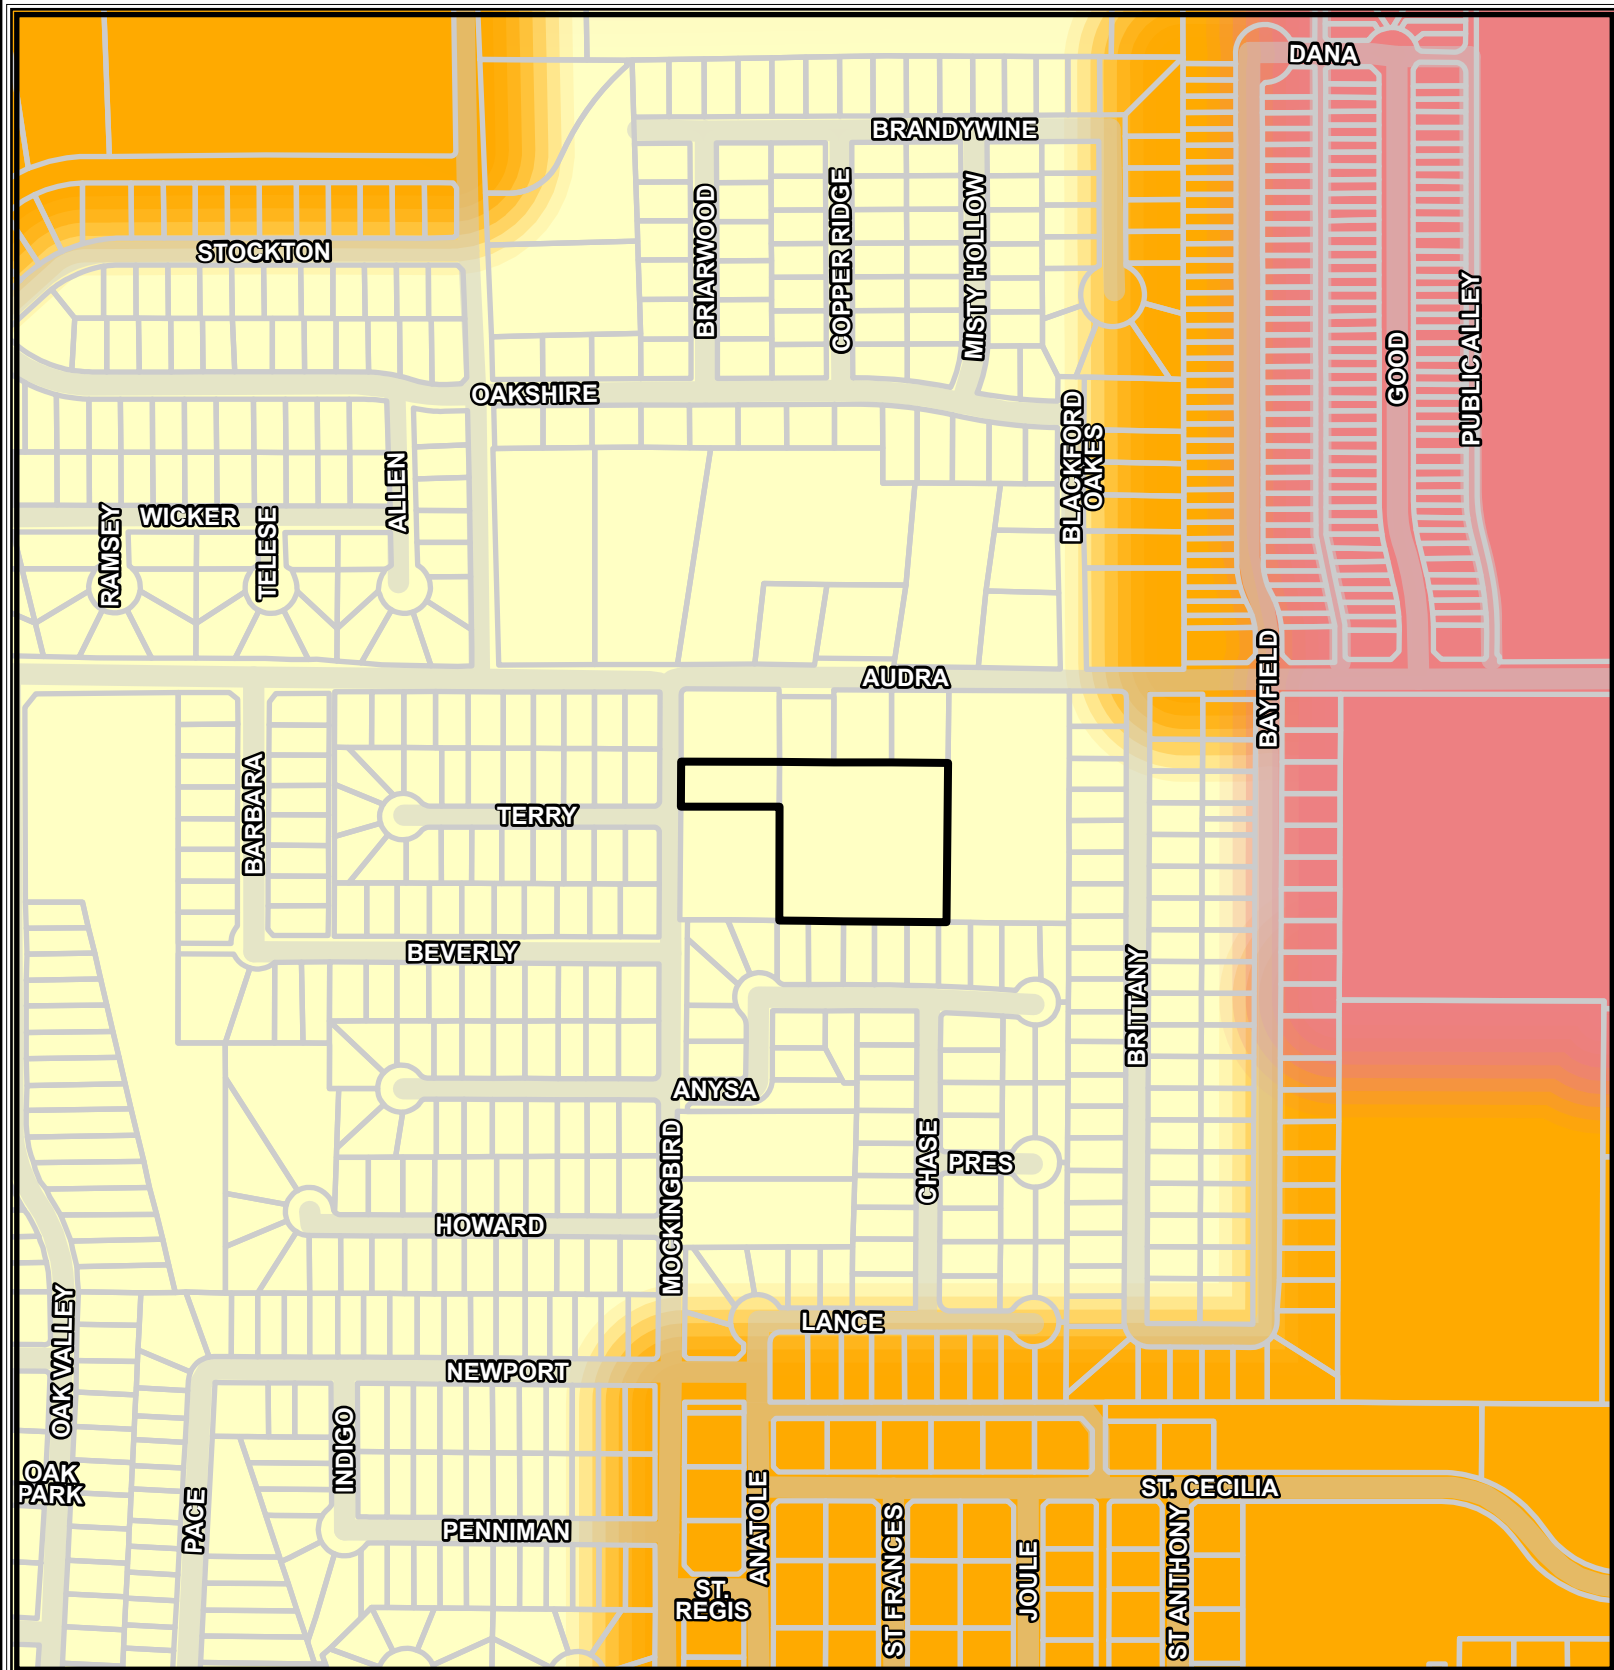 DANA
BRANDYWINE
STOCKTON
BRIARWOOD
COPPER RIDGE
MISTY HOLLOW
GOOD
PUBLIC ALLEY
OAKSHIRE
BLACKFORD
OAKES
ALLEN
WICKER
RAMSEY
TELESE
AUDRA
BAYFIELD
BARBARA
TERRY
BEVERLY
BRITTANY
ANYSA
MOCKINGBIRD
CHASE
PRES
HOWARD
LANCE
OAK VALLEY
NEWPORT
INDIGO
OAK
PARK
PACE
ANATOLE
ST. CECILIA
PENNIMAN
ST FRANCES
JOULE
ST ANTHONY
ST.
REGIS